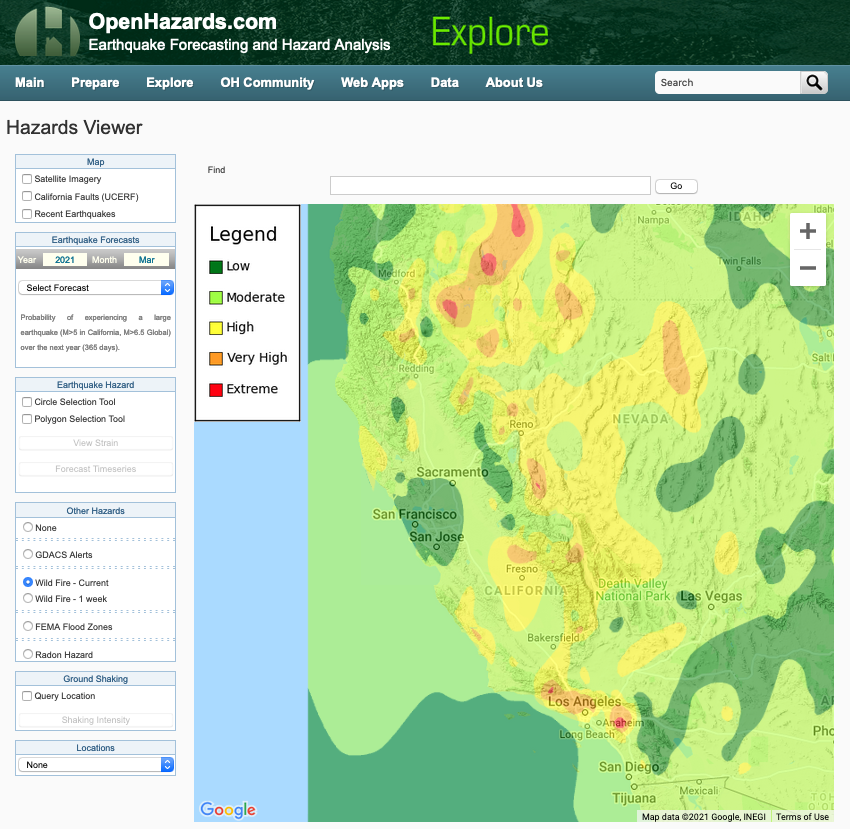 OpenHazards.com
Earthquake Forecasting and Hazard Analysis
Explore
Main Prepare Explore OH Community Web Apps Data About Us Search
Hazards Viewer
Map
Satellite Imagery
California Faults (UCERF)
Recent Earthquakes
Earthquake Forecasts
Year 2021 Month Mar
Select Forecast
Probability of experiencing a large
earthquake (M>5 in California, M>6.5 Global)
over the next year (365 days).
Earthquake Hazard
Circle Selection Tool
Polygon Selection Tool
View Strain
Forecast Timeseries
Other Hazards
None
GDACS Alerts
Wild Fire - Current
Wild Fire - 1 week
FEMA Flood Zones
Radon Hazard
Ground Shaking
Query Location
Shaking Intensity
Locations
None
Find
Go
Legend
Low
Moderate
High
Very High
Extreme
Nampa
IDAHO
Idaho
Twin Falls
Medford
Redding
Salt
Reno
NEVADA
Sacramento
San Francisco
San Jose
Fresno
CALIFORNIA
Death Valley
National Park
Las Vegas
Bakersfield
Los Angeles
Anaheim
Long Beach
Pho
San Diego
Tijuana
Mexicali
Google
Map data ©2021 Google, INEGI Terms of Use